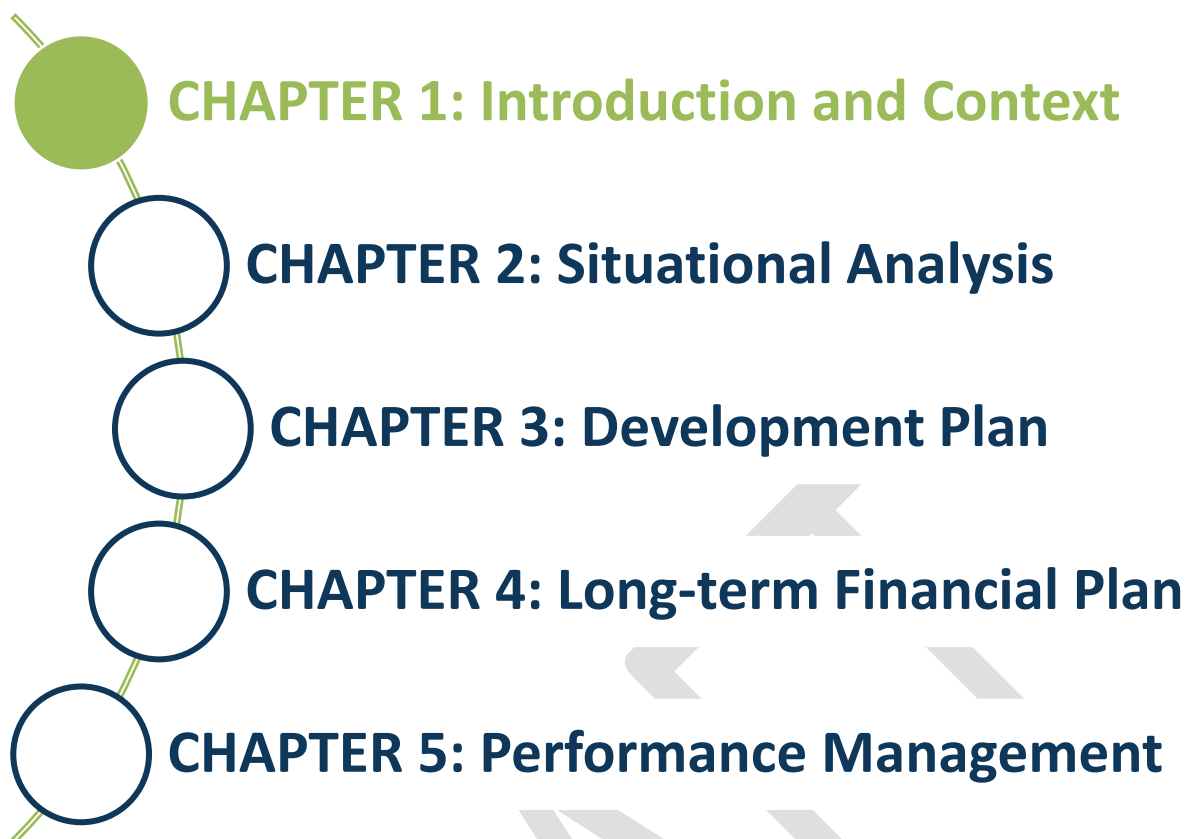 CHAPTER 1: Introduction and Context
CHAPTER 2: Situational Analysis
CHAPTER 3: Development Plan
CHAPTER 4: Long-term Financial Plan
CHAPTER 5: Performance Management